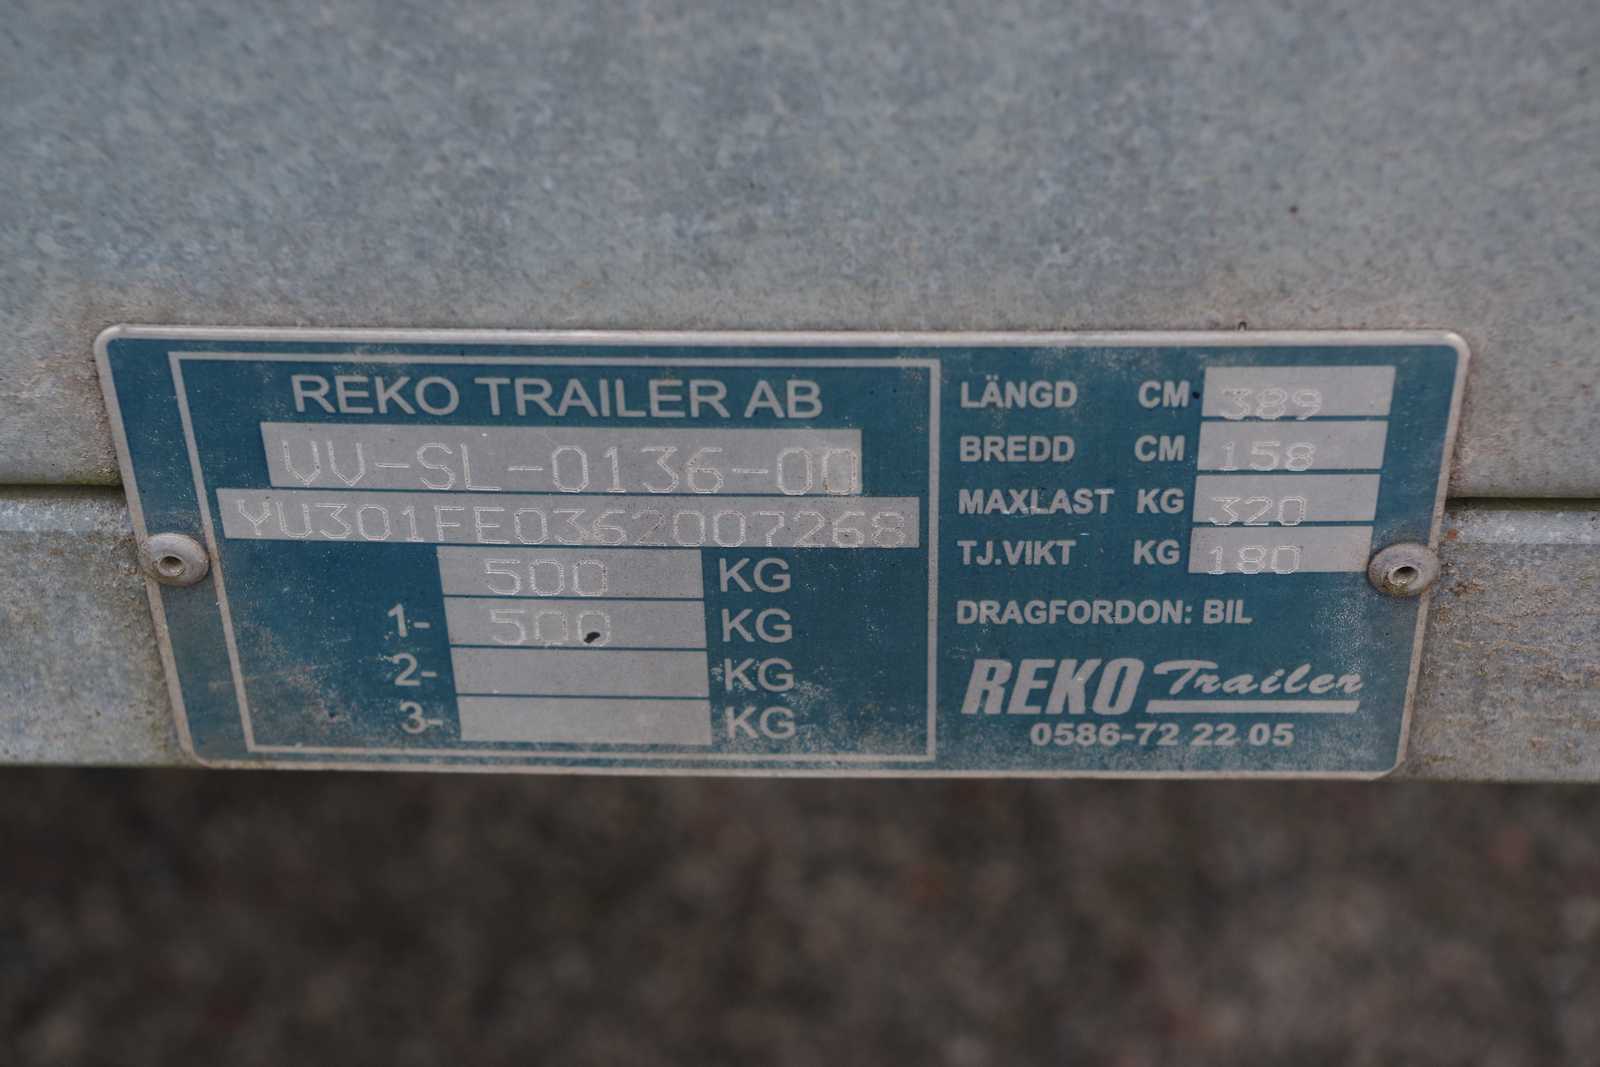 REKO TRAILER AB
VV-SL-0136-00
YU301FE0362007268
500 KG
1- 500 KG
2- KG
3- KG
LÄNGD CM 389
BREDD CM 158
MAXLAST KG 320
TJ.VIKT KG 180
DRAGFORDON: BIL
REKO Trailer
0586-72 22 05